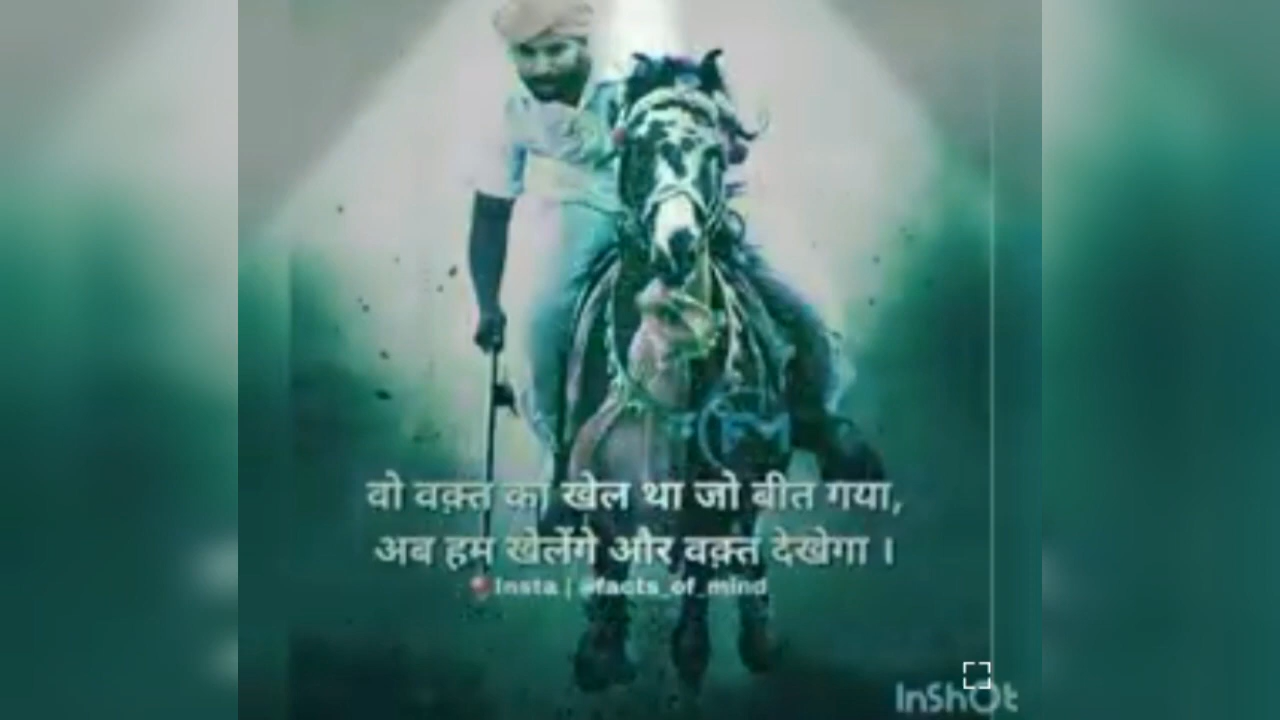 वो वक़्त का खेल था जो बीत गया,
अब हम खेलेंगे और वक़्त देखेगा ।
Insta | @facts_of_mind
InShOt